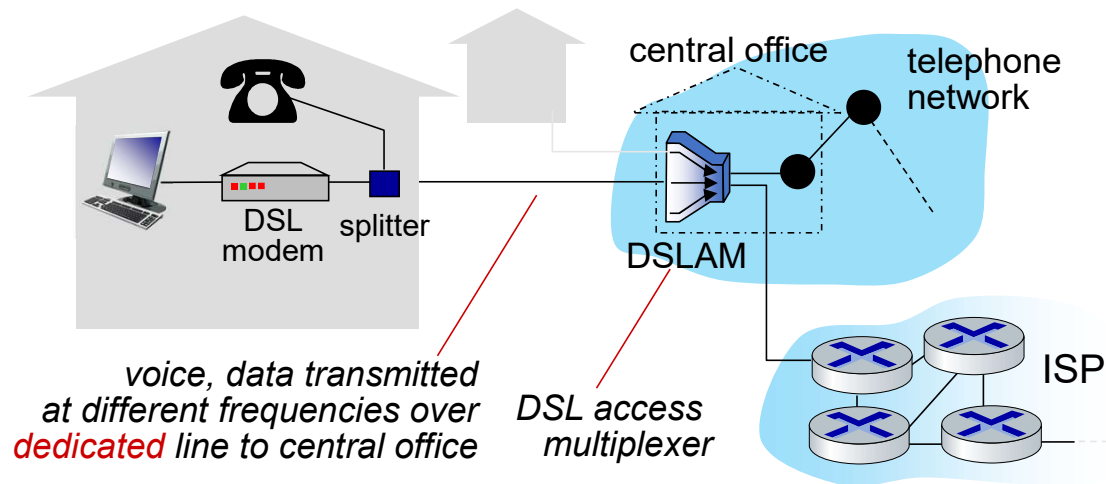 central office
telephone
network
DSL
modem
splitter
DSLAM
voice, data transmitted
at different frequencies over
dedicated line to central office
DSL access
multiplexer
ISP